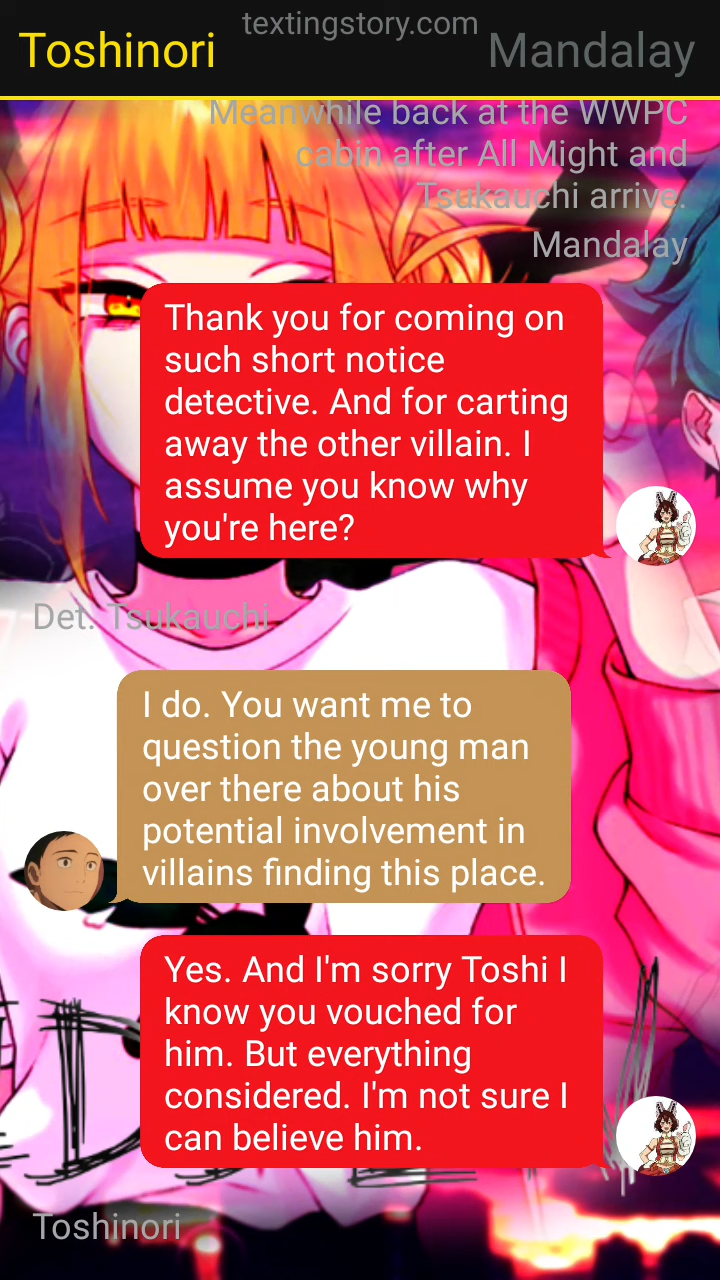 textingstory.com
Toshinori
Mandalay
Meanwhile back at the WWPC
cabin after All Might and
Tsukauchi arrive.
Mandalay
Thank you for coming on
such short notice
detective. And for carting
away the other villain. I
assume you know why
you're here?
Det. Tsukauchi
I do. You want me to
question the young man
over there about his
potential involvement in
villains finding this place.
Yes. And I'm sorry Toshi I
know you vouched for
him. But everything
considered. I'm not sure I
can believe him.
Toshinori